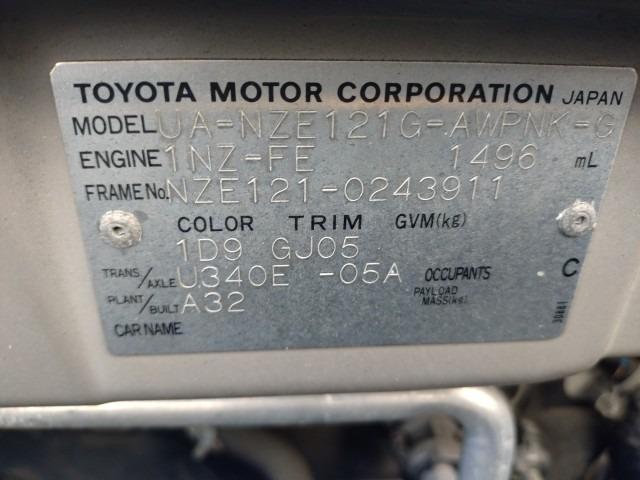 TOYOTA MOTOR CORPORATION JAPAN
MODEL UA-NZE121G-AWPNK-G
ENGINE 1NZ-FE 1496 mL
FRAME No. NZE121-0243911
COLOR TRIM GVM(kg)
1D9 GJ05
TRANS/AXLE U340E -05A OCCUPANTS C
PLANT/BUILT A32 PAYLOAD MASS(kg)
CAR NAME